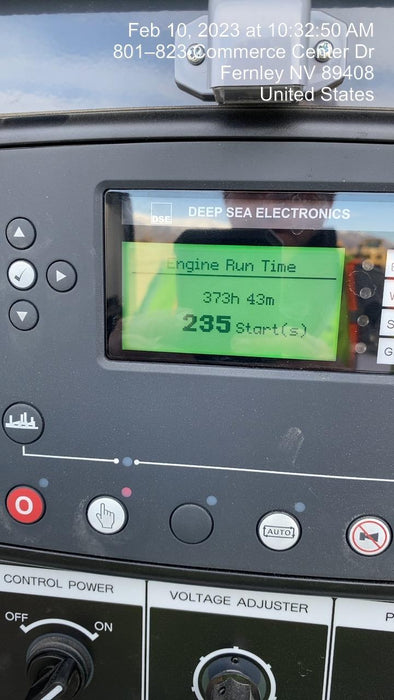 Feb 10, 2023 at 10:32:50 AM
801–823 Commerce Center Dr
Fernley NV 89408
United States
DSE DEEP SEA ELECTRONICS
Engine Run Time
373h 43m
235 Start(s)
O
AUTO
CONTROL POWER
OFF
ON
VOLTAGE ADJUSTER
P